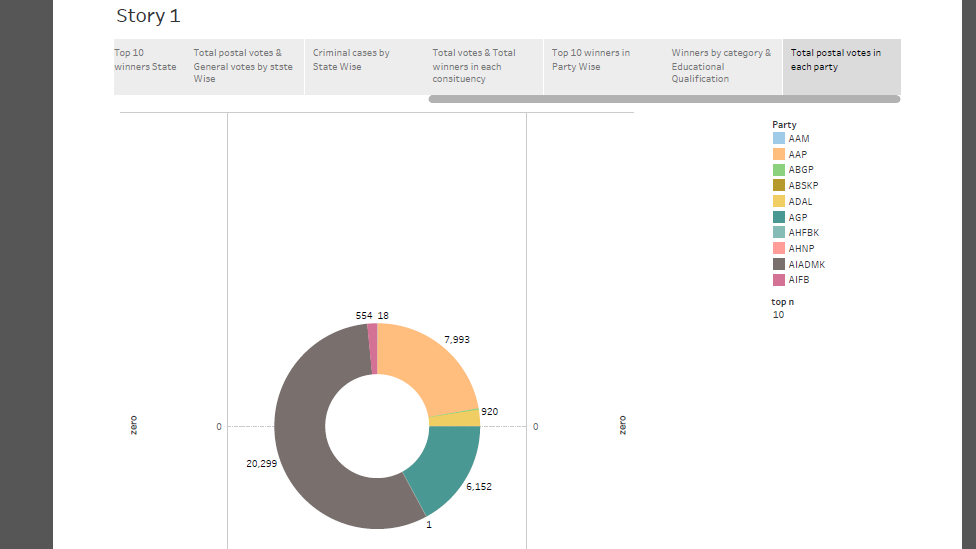 Story 1
Top 10
winners State
Total postal votes &
General votes by stste
Wise
Criminal cases by
State Wise
Total votes & Total
winners in each
consituency
Top 10 winners in
Party Wise
Winners by category &
Educational
Qualification
Total postal votes in
each party
Party
AAM
AAP
ABGP
ABSKP
ADAL
AGP
AHFBK
AHNP
AIADMK
AIFB
top n
10
554 18
7,993
920
zero
0
0
zero
20,299
6,152
1